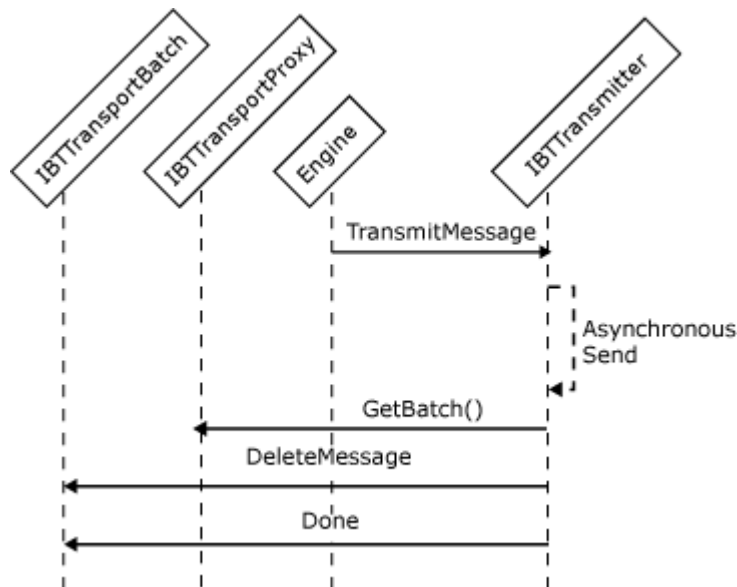 IBTTransportBatch
IBTTransportProxy
Engine
IBTTransmitter
TransmitMessage
Asynchronous
Send
GetBatch()
DeleteMessage
Done